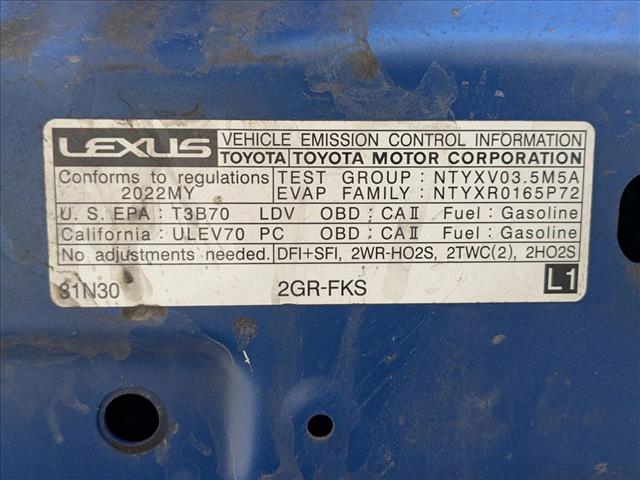 LEXUS VEHICLE EMISSION CONTROL INFORMATION
TOYOTA TOYOTA MOTOR CORPORATION
Conforms to regulations TEST GROUP : NTYXV03.5M5A
2022MY EVAP FAMILY : NTYXR0165P72
U. S. EPA : T3B70 LDV OBD : CAⅡ Fuel : Gasoline
California : ULEV70 PC OBD : CAⅡ Fuel : Gasoline
No adjustments needed. DFI+SFI, 2WR-HO2S, 2TWC(2), 2HO2S
31N30 2GR-FKS L1